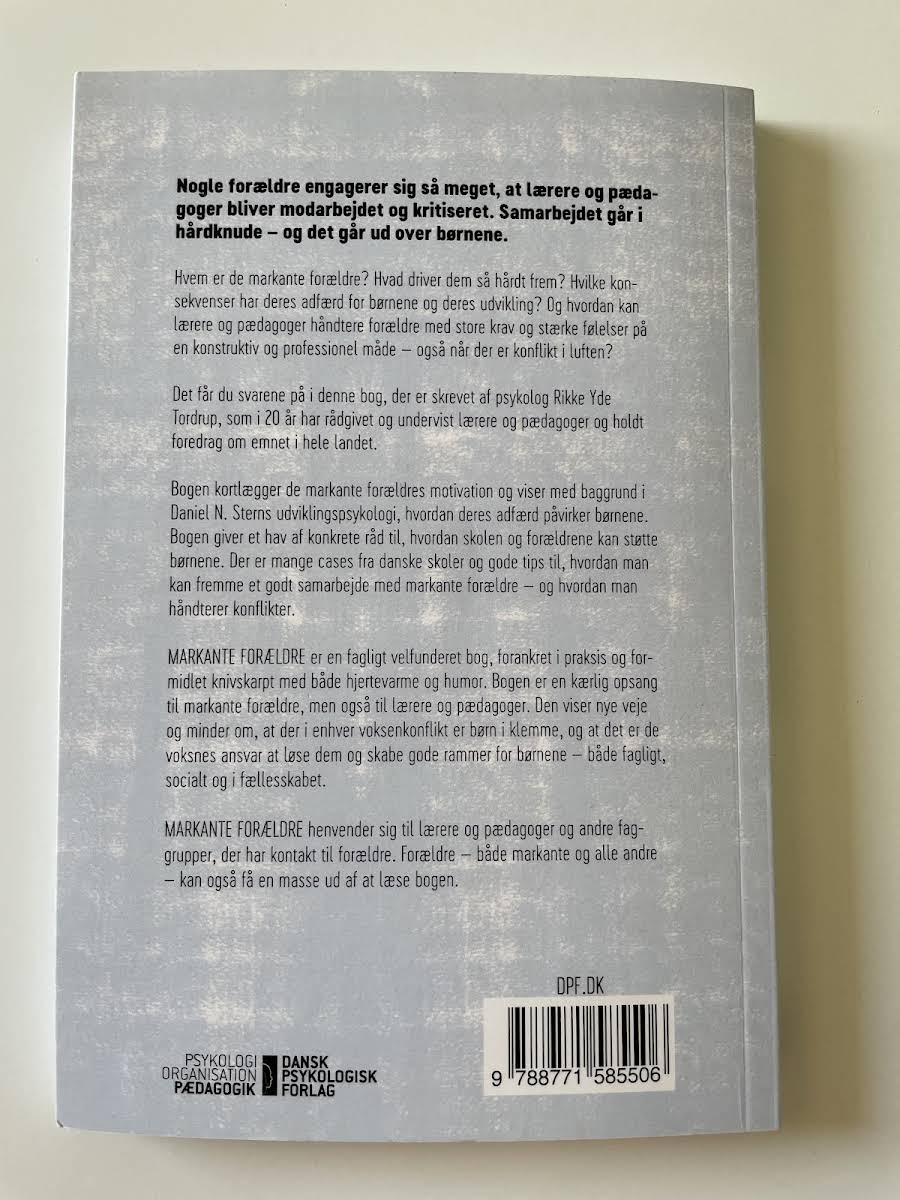 Nogle forældre engagerer sig så meget, at lærere og pæda-
goger bliver modarbejdet og kritiseret. Samarbejdet går i
hårdknude – og det går ud over børnene.
Hvem er de markante forældre? Hvad driver dem så hårdt frem? Hvilke kon-
sekvenser har deres adfærd for børnene og deres udvikling? Og hvordan kan
lærere og pædagoger håndtere forældre med store krav og stærke følelser på
en konstruktiv og professionel måde – også når der er konflikt i luften?
Det får du svarene på i denne bog, der er skrevet af psykolog Rikke Yde
Tordrup, som i 20 år har rådgivet og undervist lærere og pædagoger og holdt
foredrag om emnet i hele landet.
Bogen kortlægger de markante forældres motivation og viser med baggrund i
Daniel N. Sterns udviklingspsykologi, hvordan deres adfærd påvirker børnene.
Bogen giver et hav af konkrete råd til, hvordan skolen og forældrene kan støtte
børnene. Der er mange cases fra danske skoler og gode tips til, hvordan man
kan fremme et godt samarbejde med markante forældre – og hvordan man
håndterer konflikter.
MARKANTE FORÆLDRE er en fagligt velfunderet bog, forankret i praksis og for-
midlet knivskarpt med både hjertevarme og humor. Bogen er en kærlig opsang
til markante forældre, men også til lærere og pædagoger. Den viser nye veje
og minder om, at der i enhver voksenkonflikt er børn i klemme, og at det er de
voksnes ansvar at løse dem og skabe gode rammer for børnene – både fagligt,
socialt og i fællesskabet.
MARKANTE FORÆLDRE henvender sig til lærere og pædagoger og andre fag-
grupper, der har kontakt til forældre. Forældre – både markante og alle andre
– kan også få en masse ud af at læse bogen.
DPF.DK
PSYKOLOGI
ORGANISATION
PÆDAGOGIK
DANSK
PSYKOLOGISK
FORLAG
9 788771 585506